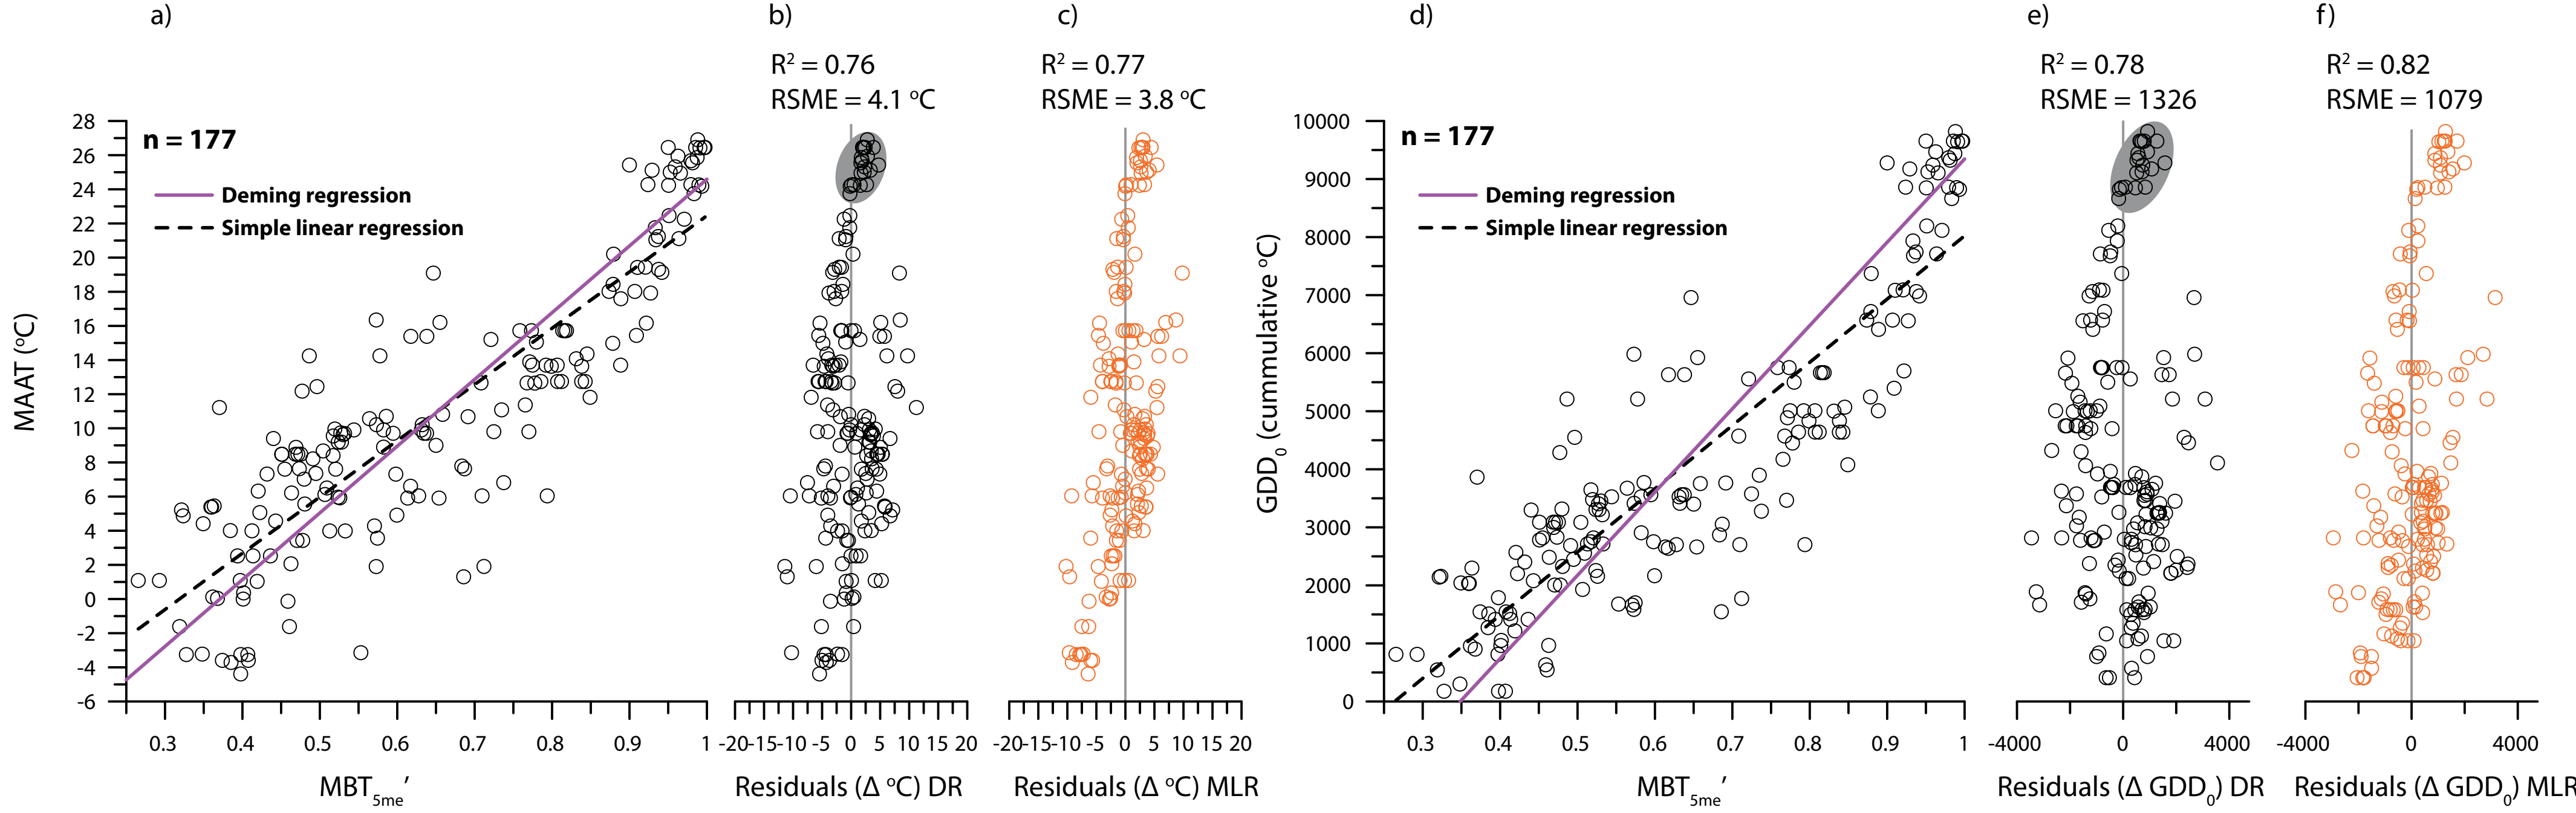 a)
b)
c)
d)
e)
f)
R² = 0.76
RSME = 4.1 ºC
R² = 0.77
RSME = 3.8 ºC
R² = 0.78
RSME = 1326
R² = 0.82
RSME = 1079
MAAT (ºC)
28
26
24
22
20
18
16
14
12
10
8
6
4
2
0
-2
-4
-6
n = 177
Deming regression
Simple linear regression
0.3 0.4 0.5 0.6 0.7 0.8 0.9 1
MBT₅ₘₑ′
-20 -15 -10 -5 0 5 10 15 20
Residuals (Δ ºC) DR
-20 -15 -10 -5 0 5 10 15 20
Residuals (Δ ºC) MLR
GDD₀ (cummulative ºC)
10000
9000
8000
7000
6000
5000
4000
3000
2000
1000
0
n = 177
Deming regression
Simple linear regression
0.3 0.4 0.5 0.6 0.7 0.8 0.9 1
MBT₅ₘₑ′
-4000 0 4000
Residuals (Δ GDD₀) DR
-4000 0 4000
Residuals (Δ GDD₀) MLR